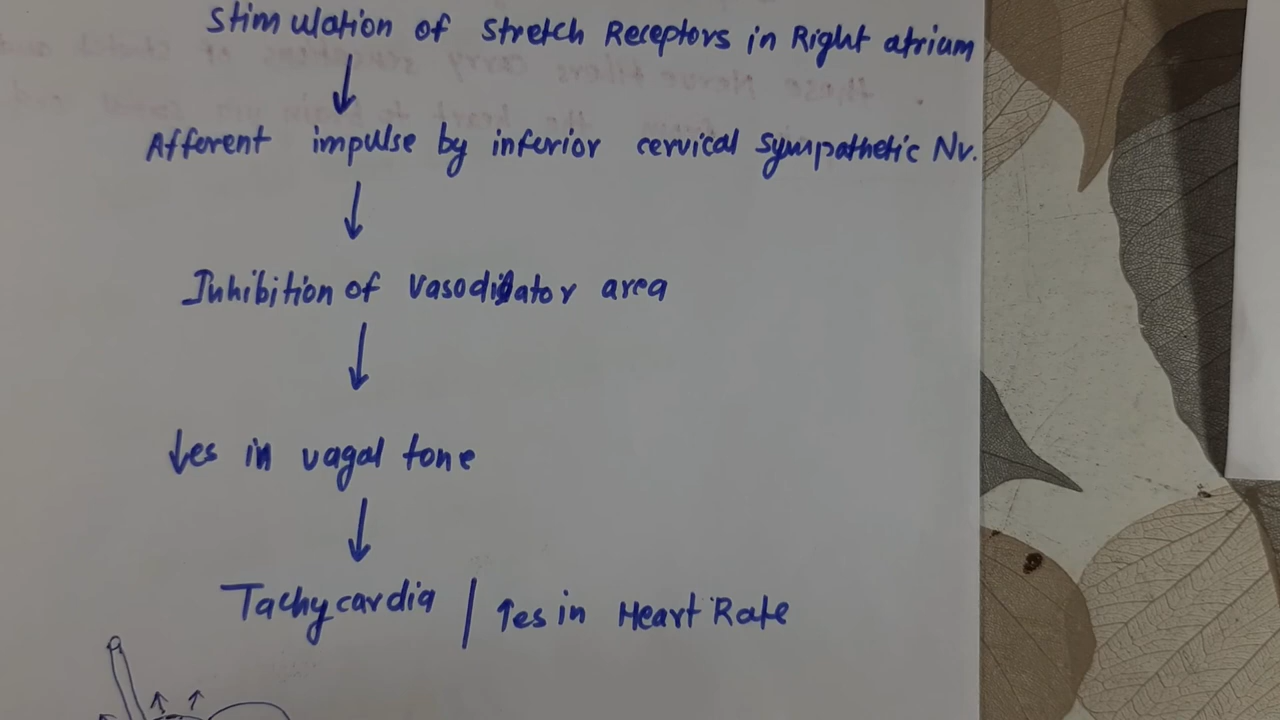 Stimulation of Stretch Receptors in Right atrium
↓
Afferent impulse by inferior cervical sympathetic Nr.
↓
Inhibition of vasodilator area
↓
↓es in vagal tone
↓
Tachycardia / ↑es in Heart Rate